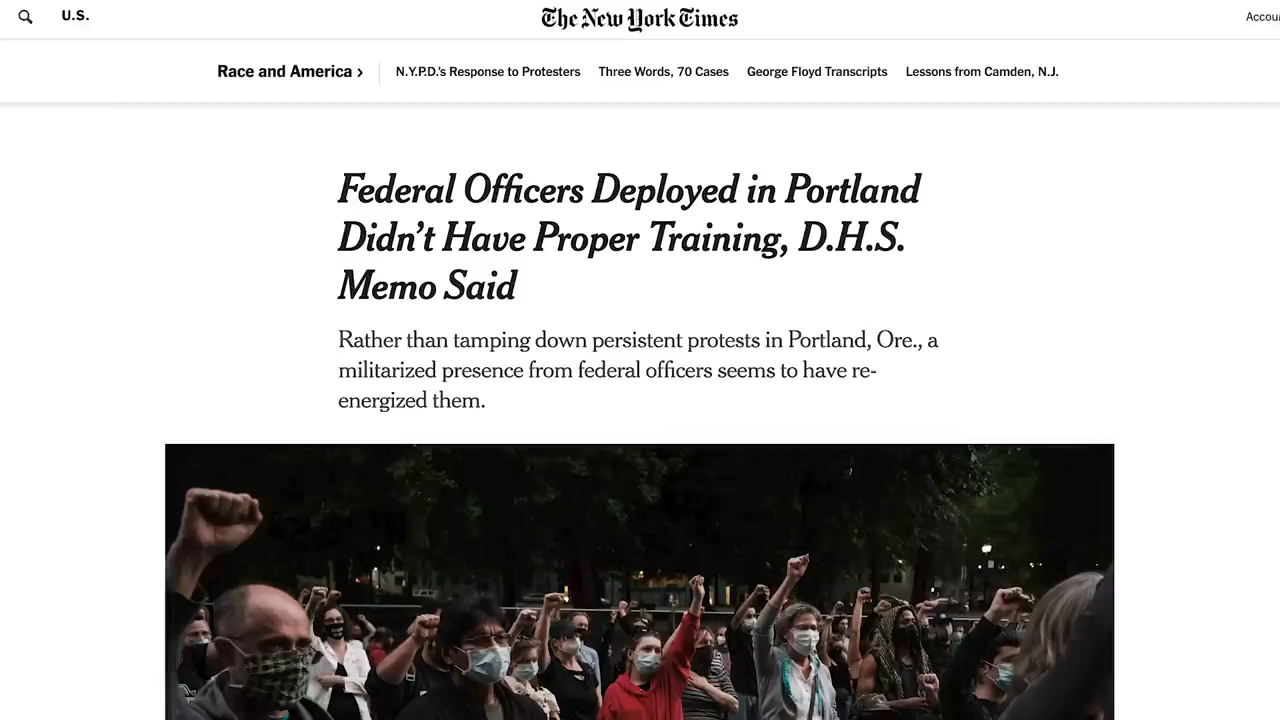 U.S.
The New York Times
Accou
Race and America ›
N.Y.P.D.'s Response to Protesters
Three Words, 70 Cases
George Floyd Transcripts
Lessons from Camden, N.J.
Federal Officers Deployed in Portland
Didn’t Have Proper Training, D.H.S.
Memo Said
Rather than tamping down persistent protests in Portland, Ore., a
militarized presence from federal officers seems to have re-
energized them.